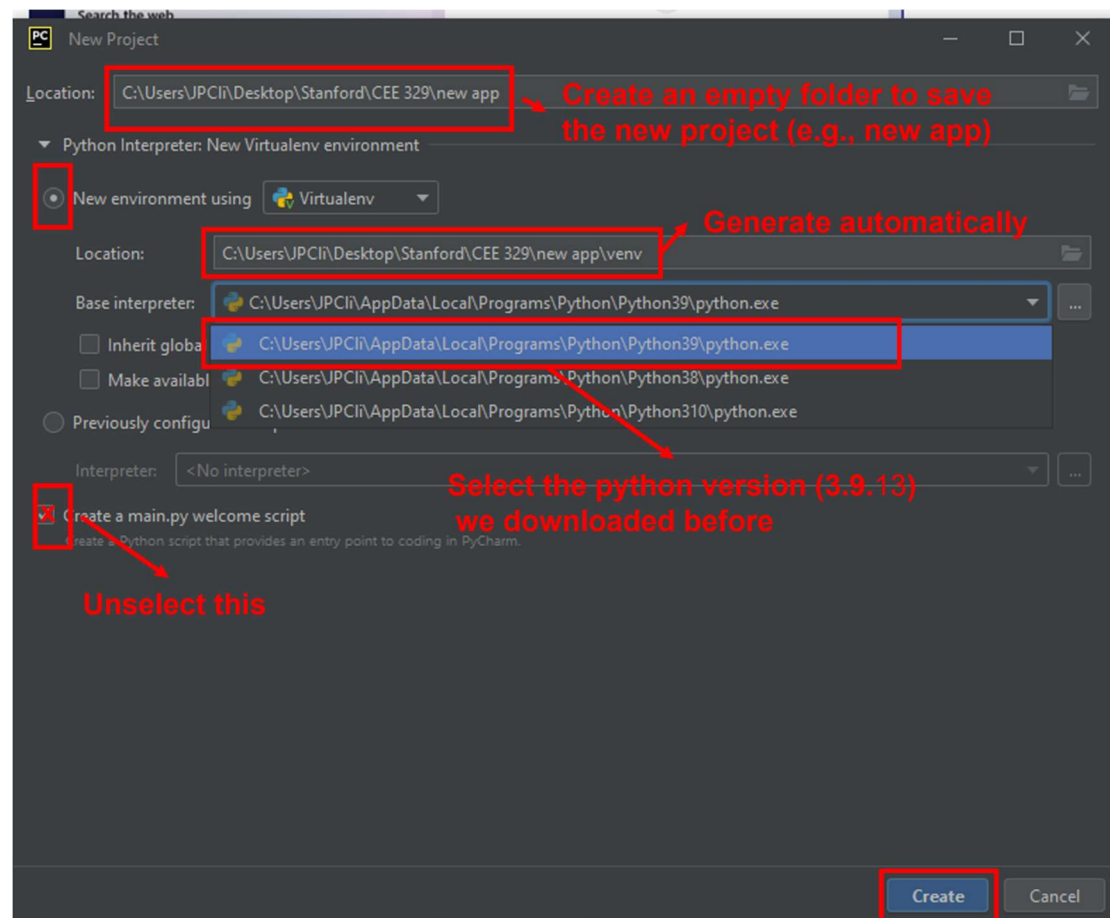 Search the web
PC New Project
Location: C:\Users\JPCli\Desktop\Stanford\CEE 329\new app
Create an empty folder to save
the new project (e.g., new app)
Python Interpreter: New Virtualenv environment
New environment using Virtualenv
Generate automatically
Location: C:\Users\JPCli\Desktop\Stanford\CEE 329\new app\venv
Base interpreter: C:\Users\JPCli\AppData\Local\Programs\Python\Python39\python.exe ...
Inherit globa C:\Users\JPCli\AppData\Local\Programs\Python\Python39\python.exe
Make availabl C:\Users\JPCli\AppData\Local\Programs\Python\Python38\python.exe
C:\Users\JPCli\AppData\Local\Programs\Python\Python310\python.exe
Previously configu
Interpreter: <No interpreter> ...
Select the python version (3.9.13)
we downloaded before
Create a main.py welcome script
Create a Python script that provides an entry point to coding in PyCharm.
Unselect this
Create Cancel